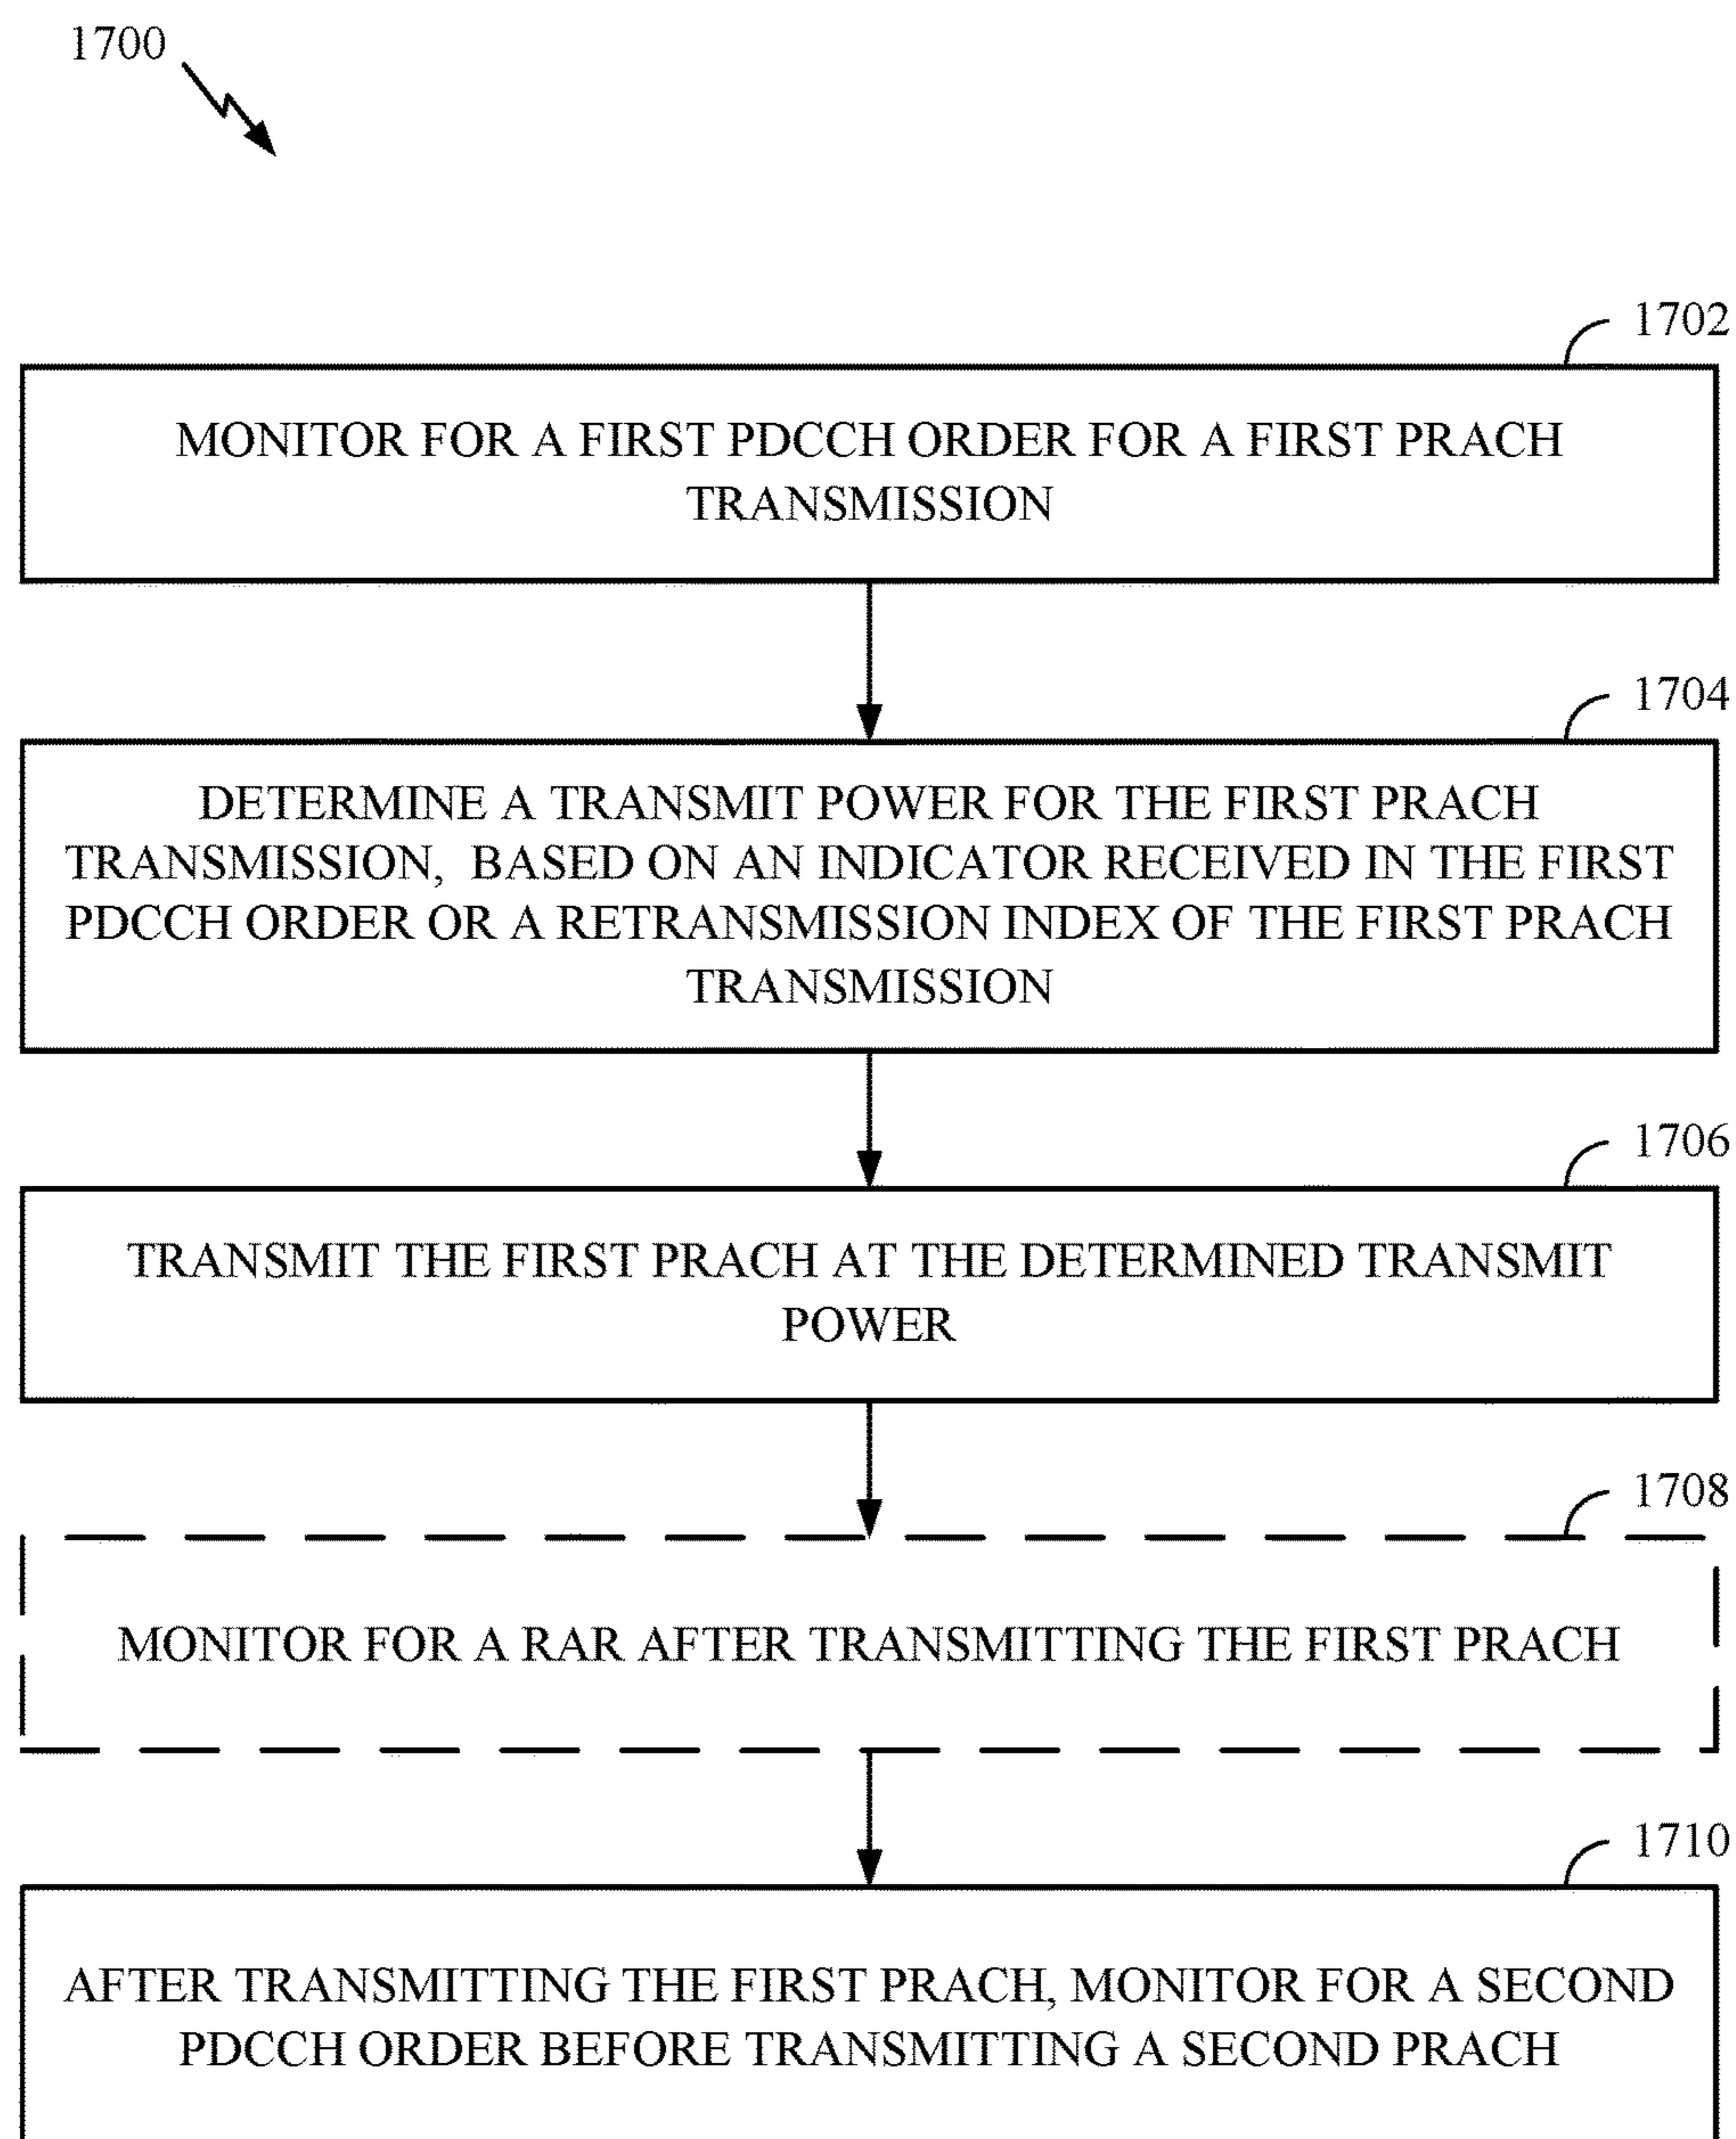 1700
1702
MONITOR FOR A FIRST PDCCH ORDER FOR A FIRST PRACH
TRANSMISSION
1704
DETERMINE A TRANSMIT POWER FOR THE FIRST PRACH
TRANSMISSION, BASED ON AN INDICATOR RECEIVED IN THE FIRST
PDCCH ORDER OR A RETRANSMISSION INDEX OF THE FIRST PRACH
TRANSMISSION
1706
TRANSMIT THE FIRST PRACH AT THE DETERMINED TRANSMIT
POWER
1708
MONITOR FOR A RAR AFTER TRANSMITTING THE FIRST PRACH
1710
AFTER TRANSMITTING THE FIRST PRACH, MONITOR FOR A SECOND
PDCCH ORDER BEFORE TRANSMITTING A SECOND PRACH